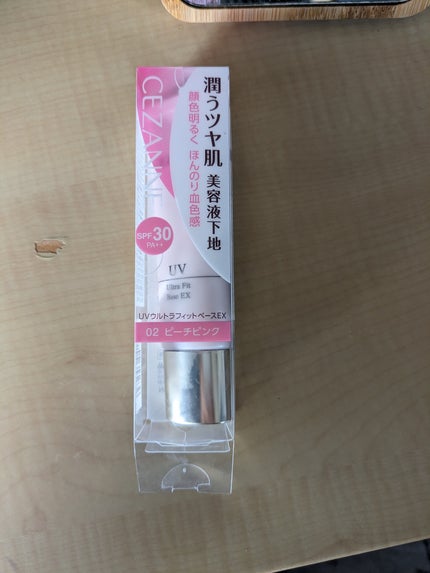 CEZANNE
潤うツヤ肌 美容液下地
顔色明るく ほんのり血色感
SPF30
PA++
UV
Ultra Fit
Base EX
UVウルトラフィットベースEX
02 ピーチピンク